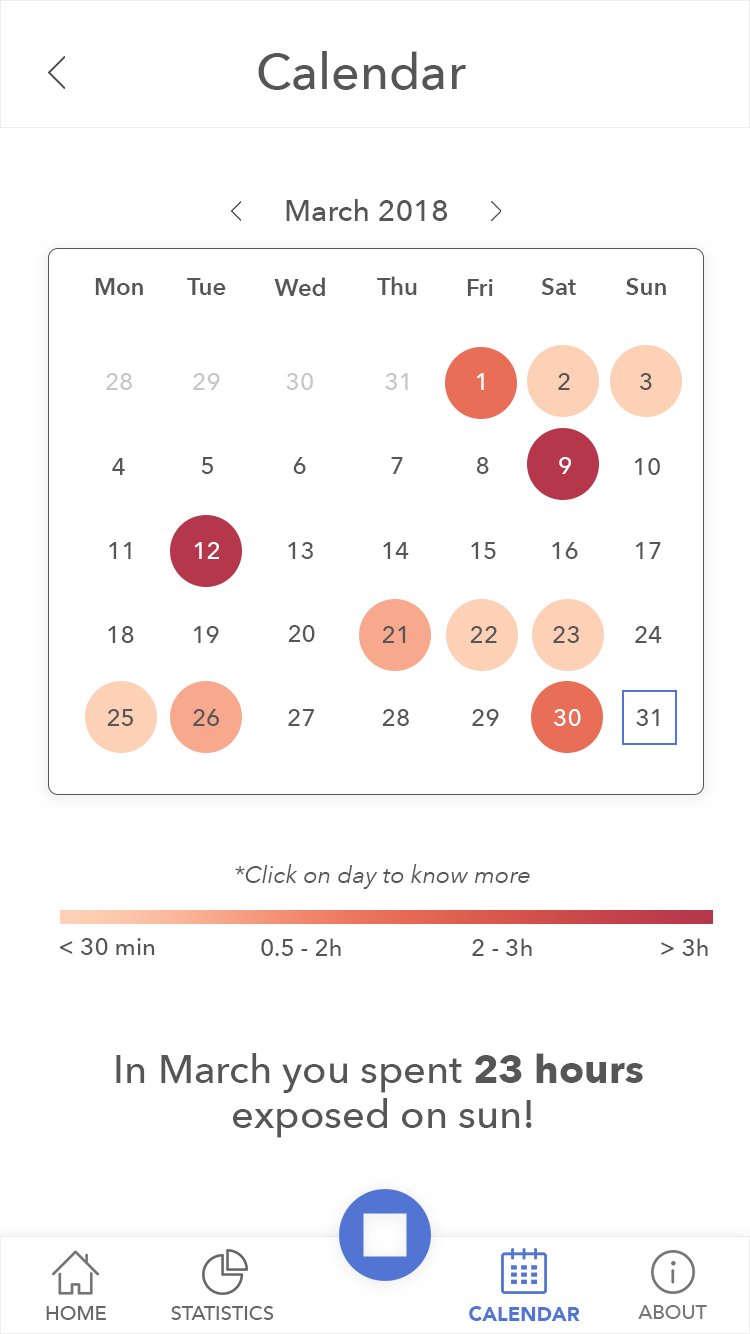 Calendar
March 2018
Mon Tue Wed Thu Fri Sat Sun
28 29 30 31 1 2 3
4 5 6 7 8 9 10
11 12 13 14 15 16 17
18 19 20 21 22 23 24
25 26 27 28 29 30 31
*Click on day to know more
< 30 min 0.5 - 2h 2 - 3h > 3h
In March you spent 23 hours
exposed on sun!
HOME STATISTICS CALENDAR ABOUT